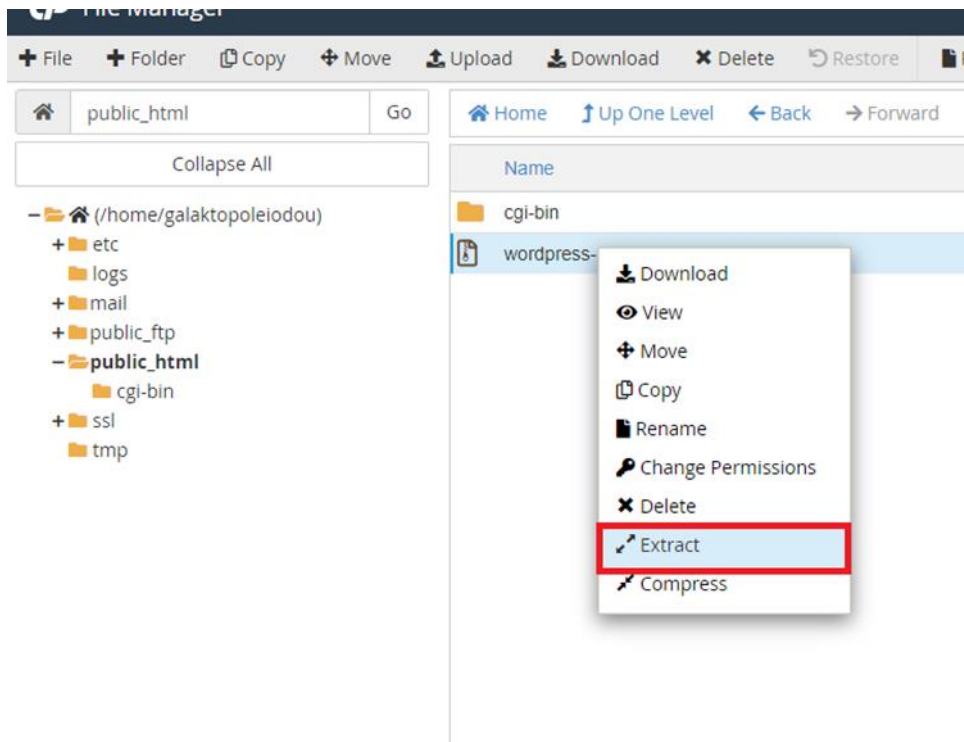 File Manager
File Folder Copy Move Upload Download Delete Restore
public_html Go
Home Up One Level Back Forward
Collapse All
Name
(/home/galaktopoleiodou)
etc
logs
mail
public_ftp
public_html
cgi-bin
ssl
tmp
cgi-bin
wordpress-
Download
View
Move
Copy
Rename
Change Permissions
Delete
Extract
Compress